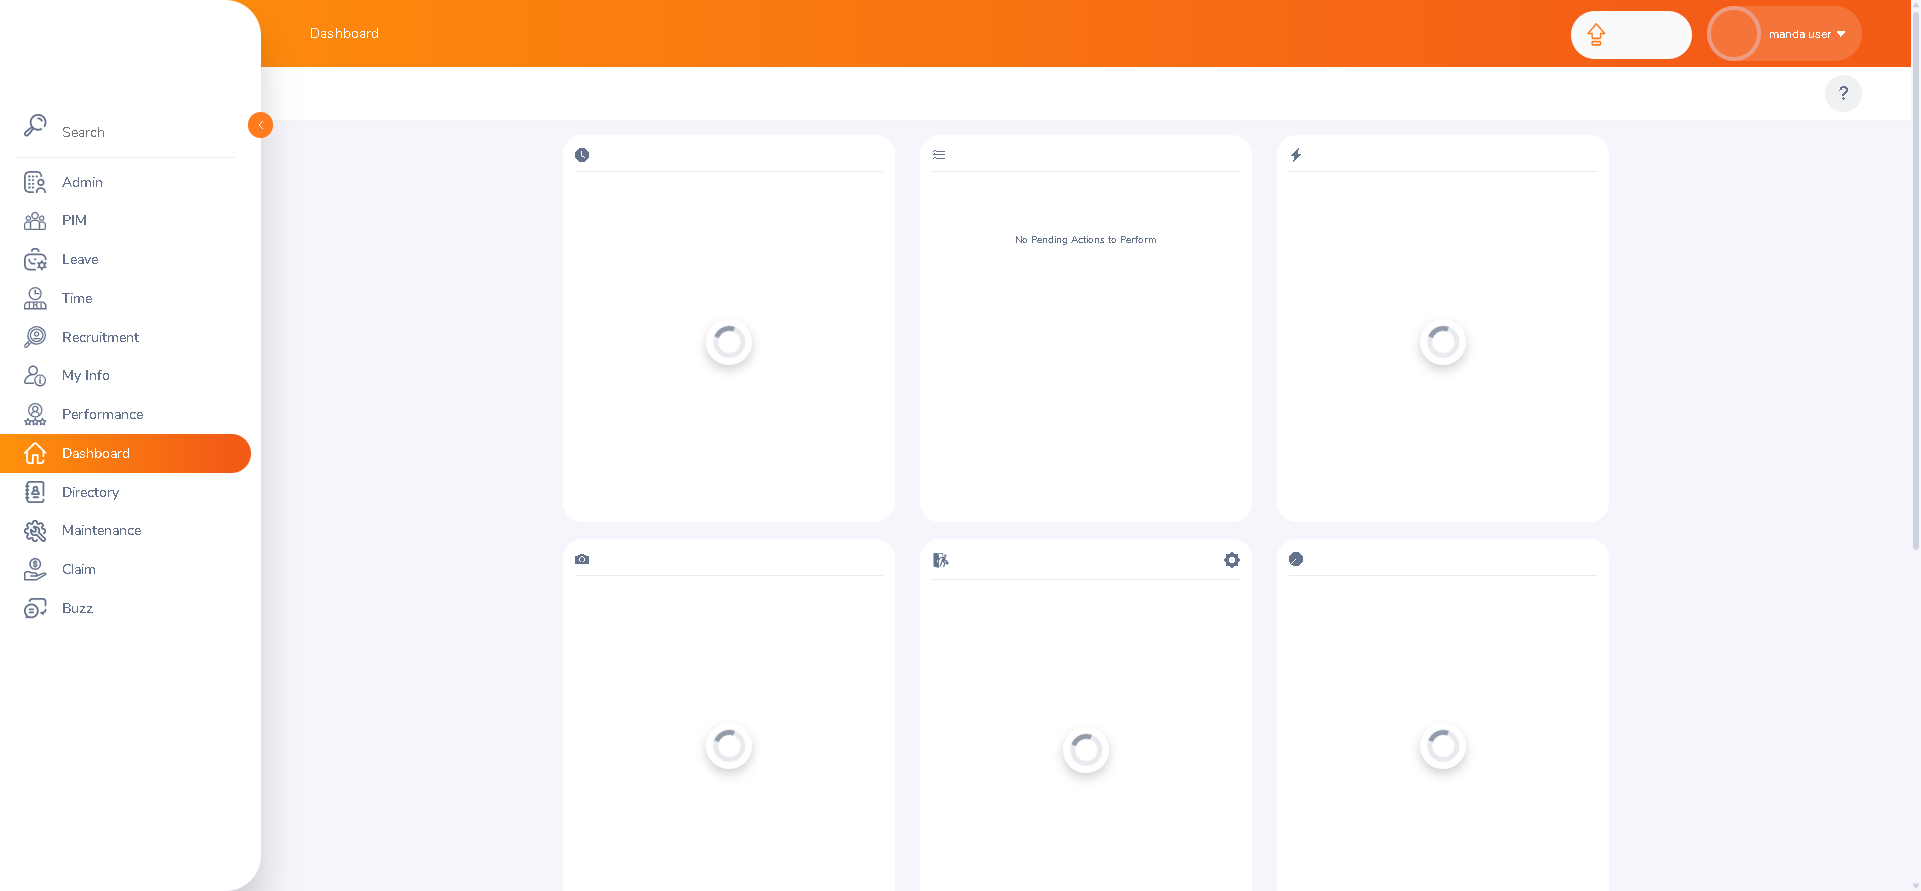 Dashboard
manda user
?
Search
Admin
PIM
Leave
Time
Recruitment
My Info
Performance
Dashboard
Directory
Maintenance
Claim
Buzz
No Pending Actions to Perform